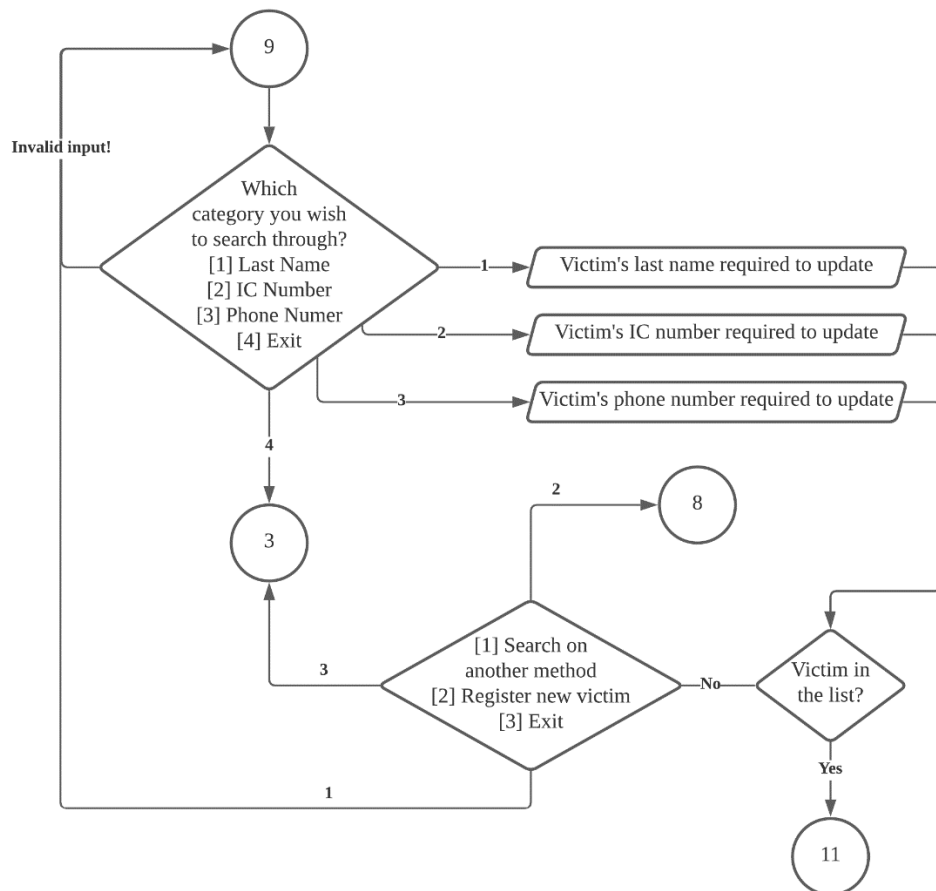 9
Invalid input!
Which
category you wish
to search through?
[1] Last Name
[2] IC Number
[3] Phone Numer
[4] Exit
1
Victim's last name required to update
2
Victim's IC number required to update
3
Victim's phone number required to update
4
3
2
8
[1] Search on
another method
[2] Register new victim
[3] Exit
3
No
Victim in
the list?
Yes
1
11